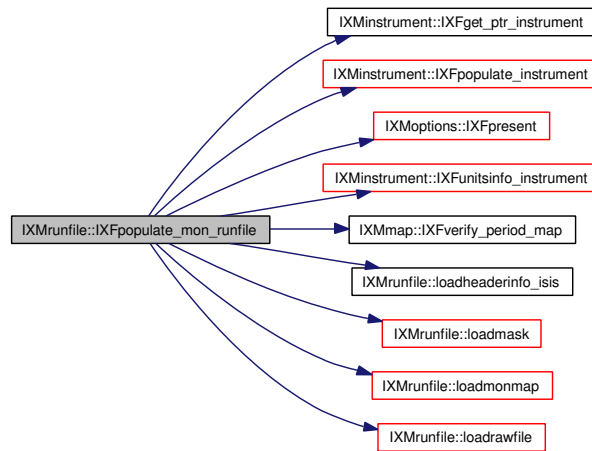 IXMinstrument::IXFget_ptr_instrument
IXMinstrument::IXFpopulate_instrument
IXMoptions::IXFpresent
IXMinstrument::IXFunitsinfo_instrument
IXMrunfile::IXFpopulate_mon_runfile
IXMmap::IXFverify_period_map
IXMrunfile::loadheaderinfo_isis
IXMrunfile::loadmask
IXMrunfile::loadmonmap
IXMrunfile::loadrawfile